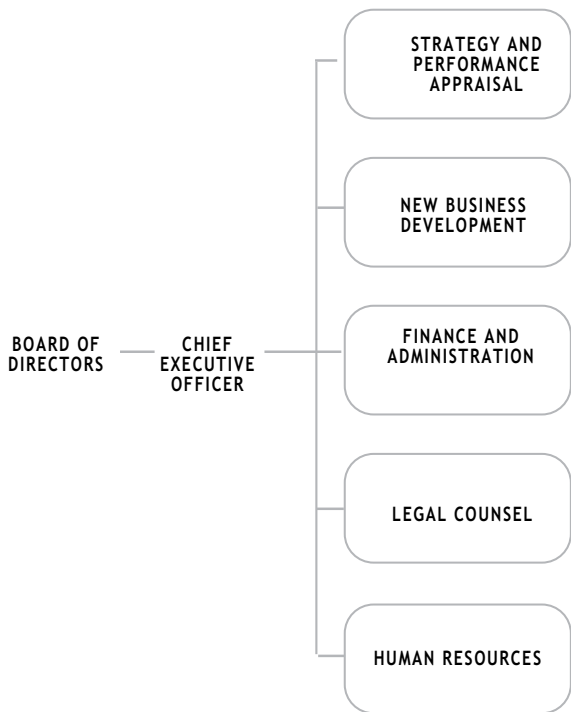 STRATEGY AND
PERFORMANCE
APPRAISAL
NEW BUSINESS
DEVELOPMENT
BOARD OF
DIRECTORS
CHIEF
EXECUTIVE
OFFICER
FINANCE AND
ADMINISTRATION
LEGAL COUNSEL
HUMAN RESOURCES